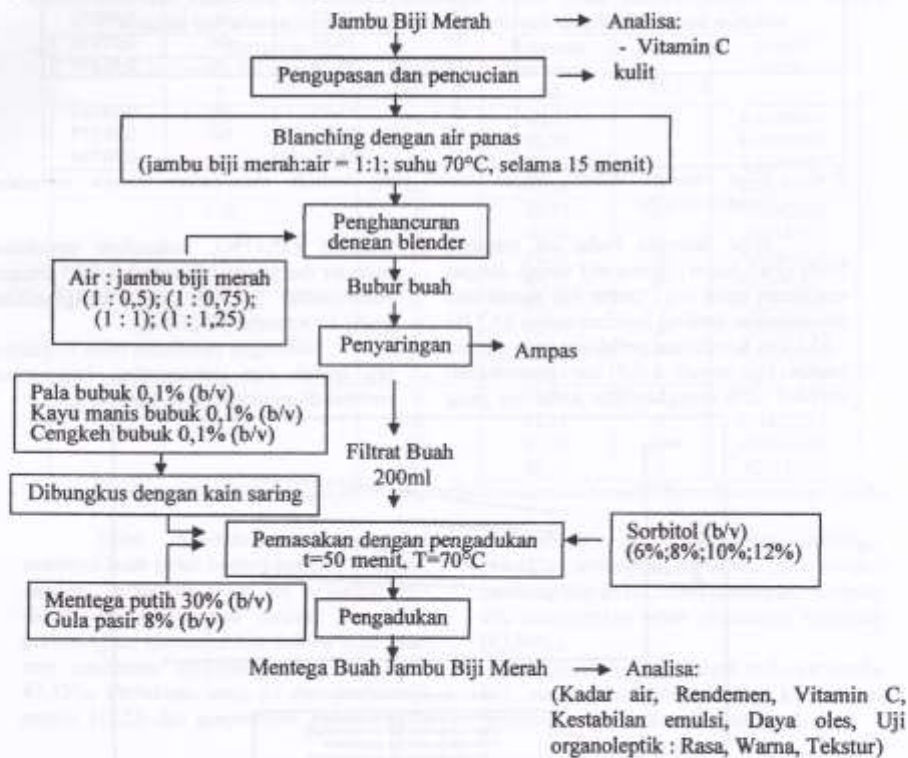 Jambu Biji Merah
Analisa:
- Vitamin C
Pengupasan dan pencucian
kulit
Blanching dengan air panas
(jambu biji merah:air = 1:1; suhu 70°C, selama 15 menit)
Penghancuran
dengan blender
Air : jambu biji merah
(1 : 0,5); (1 : 0,75);
(1 : 1); (1 : 1,25)
Bubur buah
Penyaringan
Ampas
Pala bubuk 0,1% (b/v)
Kayu manis bubuk 0,1% (b/v)
Cengkeh bubuk 0,1% (b/v)
Filtrat Buah
200ml
Dibungkus dengan kain saring
Pemasakan dengan pengadukan
t=50 menit, T=70°C
Sorbitol (b/v)
(6%;8%;10%;12%)
Mentega putih 30% (b/v)
Gula pasir 8% (b/v)
Pengadukan
Mentega Buah Jambu Biji Merah
Analisa:
(Kadar air, Rendemen, Vitamin C,
Kestabilan emulsi, Daya oles, Uji
organoleptik : Rasa, Warna, Tekstur)